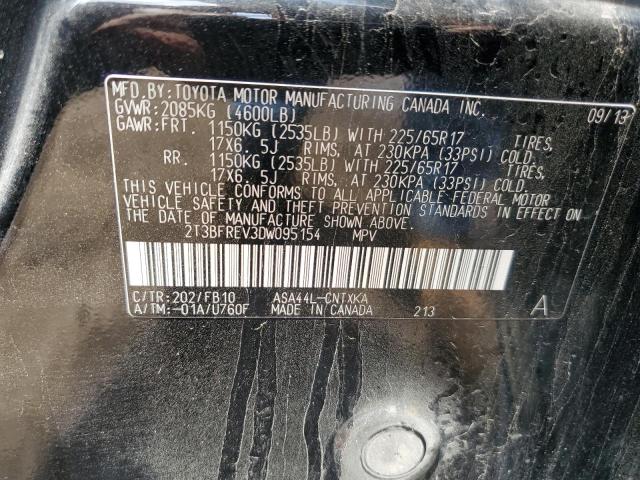 MFD.BY:TOYOTA MOTOR MANUFACTURING CANADA INC. 09/13
GVWR:2085KG (4600LB)
GAWR:FRT. 1150KG (2535LB) WITH 225/65R17 TIRES,
17X6.5J RIMS, AT 230KPA (33PSI) COLD.
RR. 1150KG (2535LB) WITH 225/65R17 TIRES,
17X6.5J RIMS, AT 230KPA (33PSI) COLD.
THIS VEHICLE CONFORMS TO ALL APPLICABLE FEDERAL MOTOR
VEHICLE SAFETY AND THEFT PREVENTION STANDARDS IN EFFECT ON
THE DATE OF MANUFACTURE SHOWN ABOVE.
2T3BFREV3DW095154 MPV
C/TR:202/FB10 ASA44L-CNTXKA
A/TM:-01A/U760F MADE IN CANADA 213 A